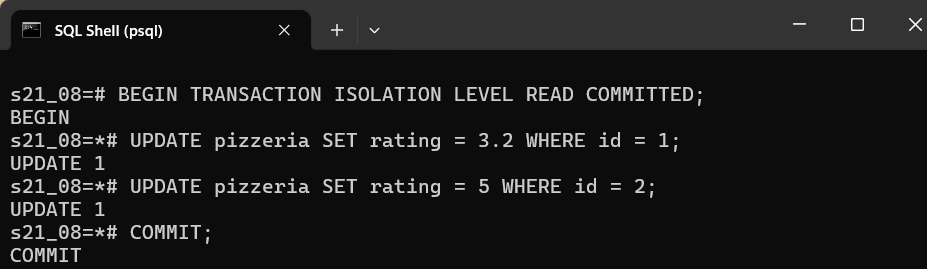 SQL Shell (psql)
s21_08=# BEGIN TRANSACTION ISOLATION LEVEL READ COMMITTED;
BEGIN
s21_08=*# UPDATE pizzeria SET rating = 3.2 WHERE id = 1;
UPDATE 1
s21_08=*# UPDATE pizzeria SET rating = 5 WHERE id = 2;
UPDATE 1
s21_08=*# COMMIT;
COMMIT